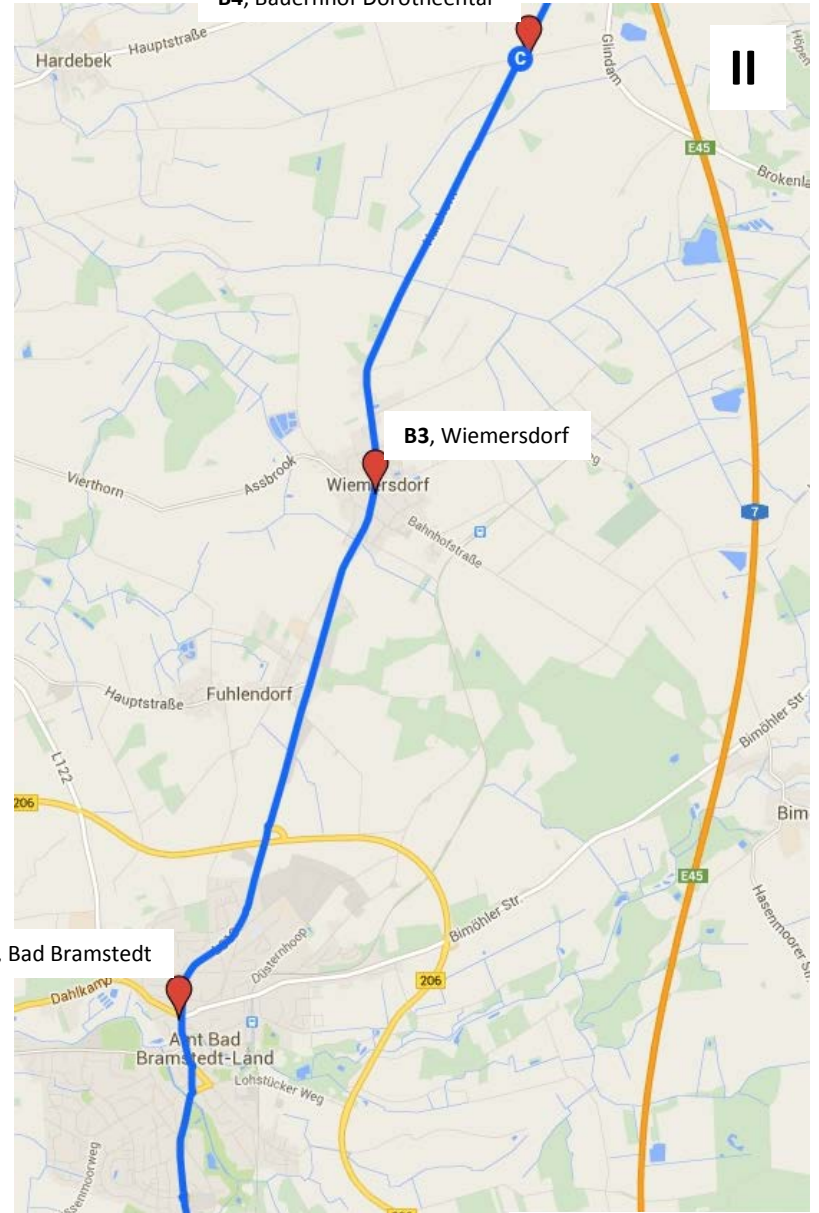 B4, Bauernhof Dorotheental
Hauptstraße
Hardebek
C
Glindam
II
E45
Brokenla
B3, Wiemersdorf
Wiemersdorf
Vierthorn
Assbrook
Bahnhofstraße
7
Hauptstraße
Fuhlendorf
L122
Bimöhler Str.
206
Bim
E45
Hasenmoorer Str.
Bimöhler Str.
Düsternhoop
, Bad Bramstedt
206
Dahlkamp
Amt Bad
Bramstedt-Land
Lohstücker Weg